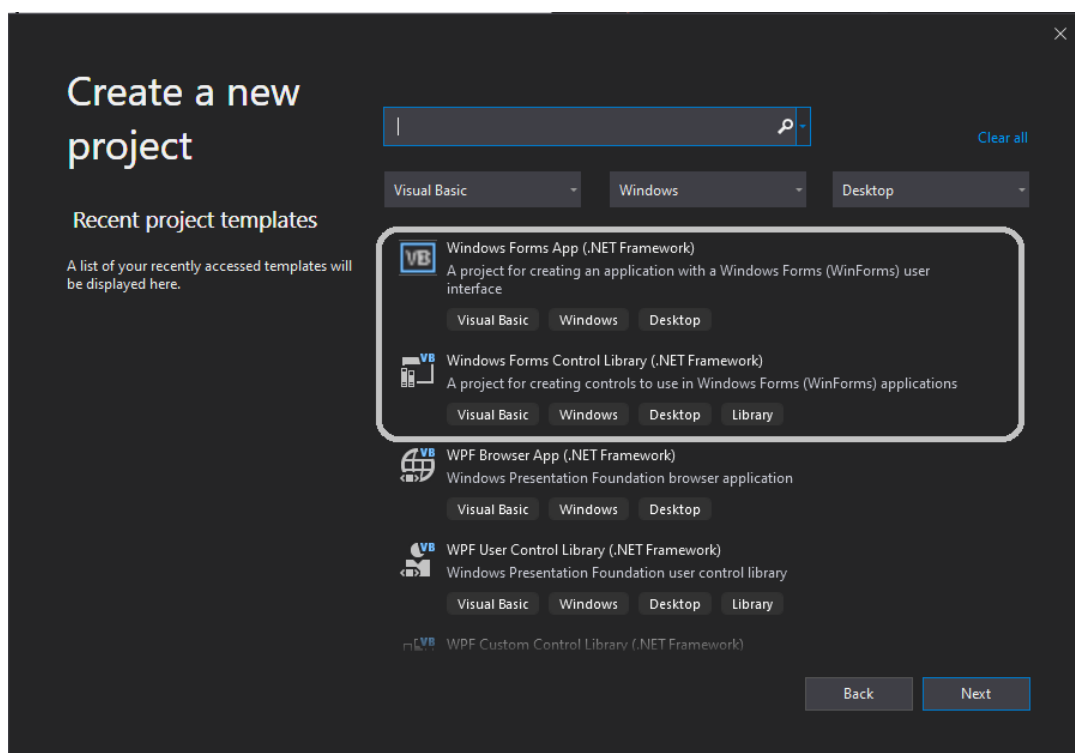 Create a new
project
Clear all
Visual Basic
Windows
Desktop
Recent project templates
A list of your recently accessed templates will
be displayed here.
VB
Windows Forms App (.NET Framework)
A project for creating an application with a Windows Forms (WinForms) user
interface
Visual Basic
Windows
Desktop
VB
Windows Forms Control Library (.NET Framework)
A project for creating controls to use in Windows Forms (WinForms) applications
Visual Basic
Windows
Desktop
Library
VB
WPF Browser App (.NET Framework)
Windows Presentation Foundation browser application
Visual Basic
Windows
Desktop
VB
WPF User Control Library (.NET Framework)
Windows Presentation Foundation user control library
Visual Basic
Windows
Desktop
Library
VB
WPF Custom Control Library (.NET Framework)
Back
Next